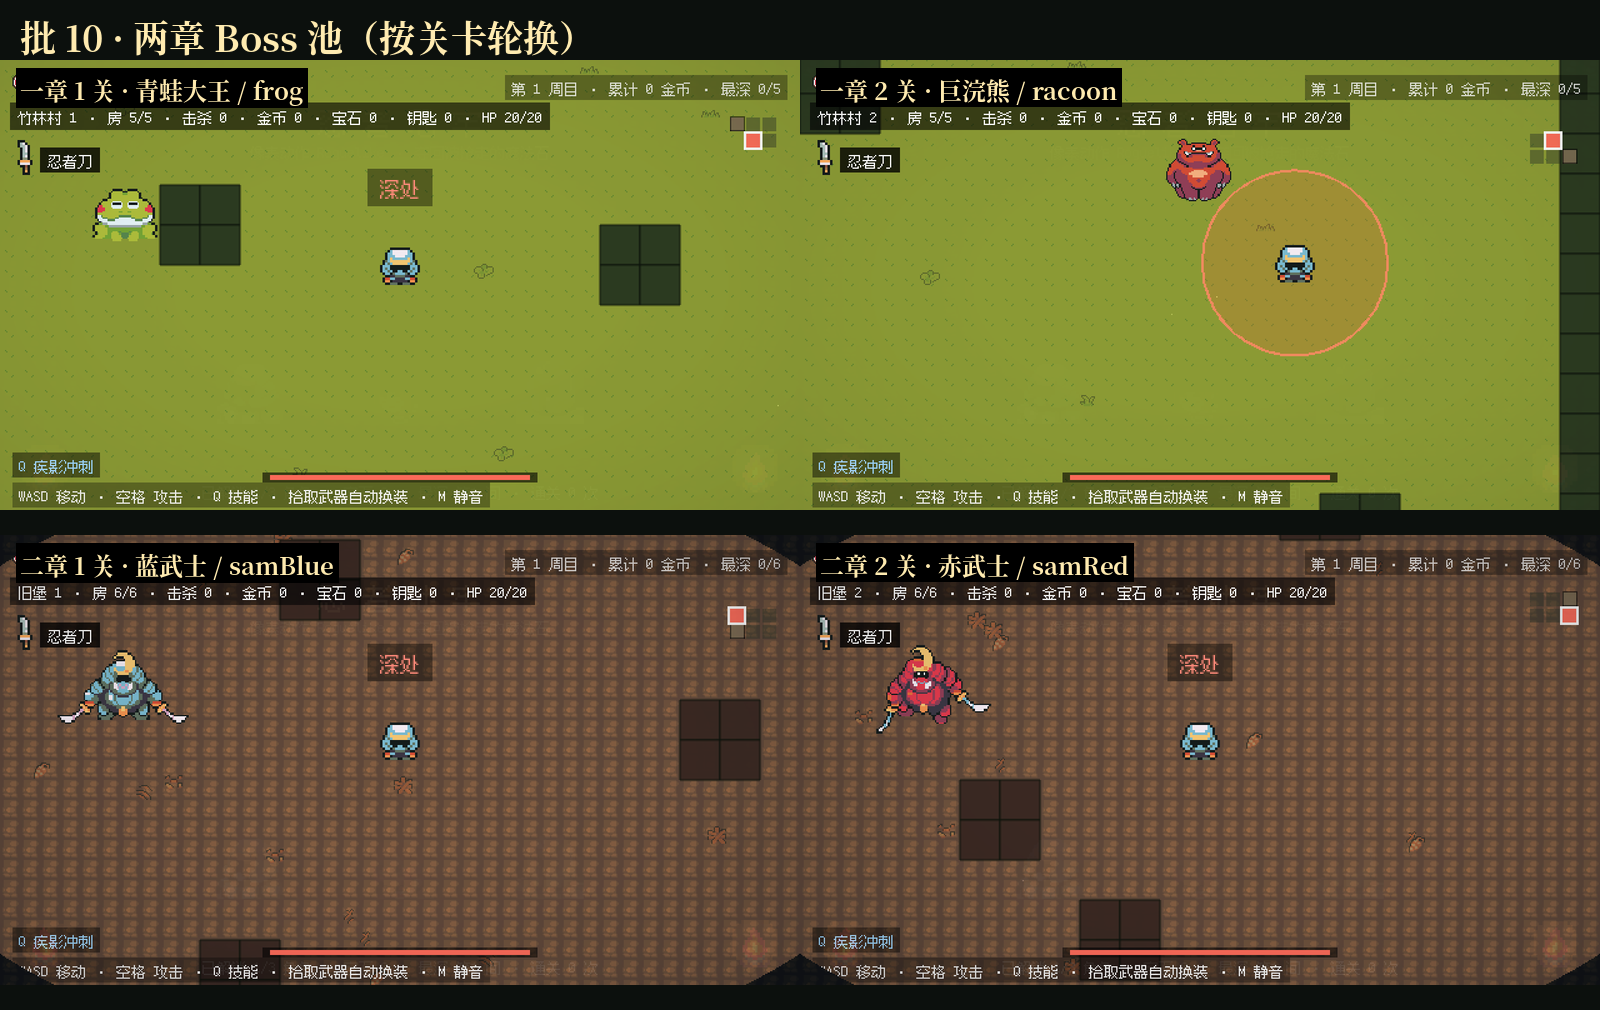 批 10 · 两章 Boss 池（按关卡轮换）
一章 1 关 · 青蛙大王 / frog
第 1 周目 · 累计 0 金币 · 最深 0/5
竹林村 1 · 房 5/5 · 击杀 0 · 金币 0 · 宝石 0 · 钥匙 0 · HP 20/20
忍者刀
深处
Q 疾影冲刺
WASD 移动 · 空格 攻击 · Q 技能 · 拾取武器自动换装 · M 静音
一章 2 关 · 巨浣熊 / racoon
第 1 周目 · 累计 0 金币 · 最深 0/5
竹林村 2 · 房 5/5 · 击杀 0 · 金币 0 · 宝石 0 · 钥匙 0 · HP 20/20
忍者刀
Q 疾影冲刺
WASD 移动 · 空格 攻击 · Q 技能 · 拾取武器自动换装 · M 静音
二章 1 关 · 蓝武士 / samBlue
第 1 周目 · 累计 0 金币 · 最深 0/6
旧堡 1 · 房 6/6 · 击杀 0 · 金币 0 · 宝石 0 · 钥匙 0 · HP 20/20
忍者刀
深处
Q 疾影冲刺
WASD 移动 · 空格 攻击 · Q 技能 · 拾取武器自动换装 · M 静音
二章 2 关 · 赤武士 / samRed
第 1 周目 · 累计 0 金币 · 最深 0/6
旧堡 2 · 房 6/6 · 击杀 0 · 金币 0 · 宝石 0 · 钥匙 0 · HP 20/20
忍者刀
深处
Q 疾影冲刺
WASD 移动 · 空格 攻击 · Q 技能 · 拾取武器自动换装 · M 静音